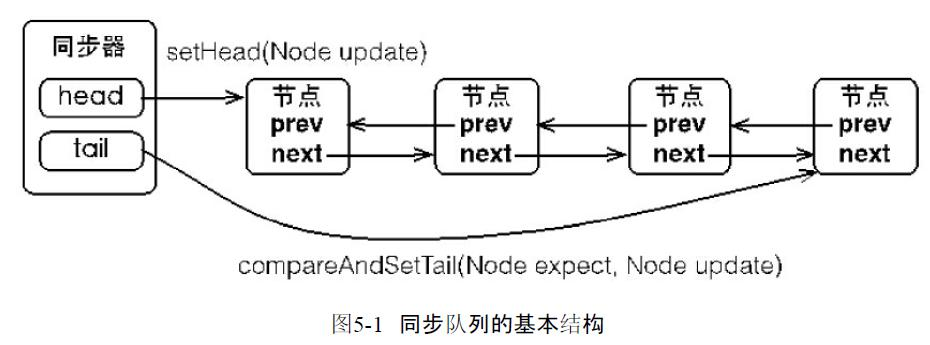 同步器
setHead(Node update)
head
tail
节点
prev
next
节点
prev
next
节点
prev
next
节点
prev
next
compareAndSetTail(Node expect, Node update)
图5-1 同步队列的基本结构